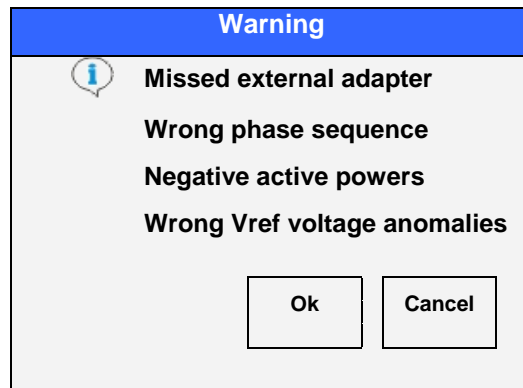 Warning
Missed external adapter
Wrong phase sequence
Negative active powers
Wrong Vref voltage anomalies
Ok Cancel